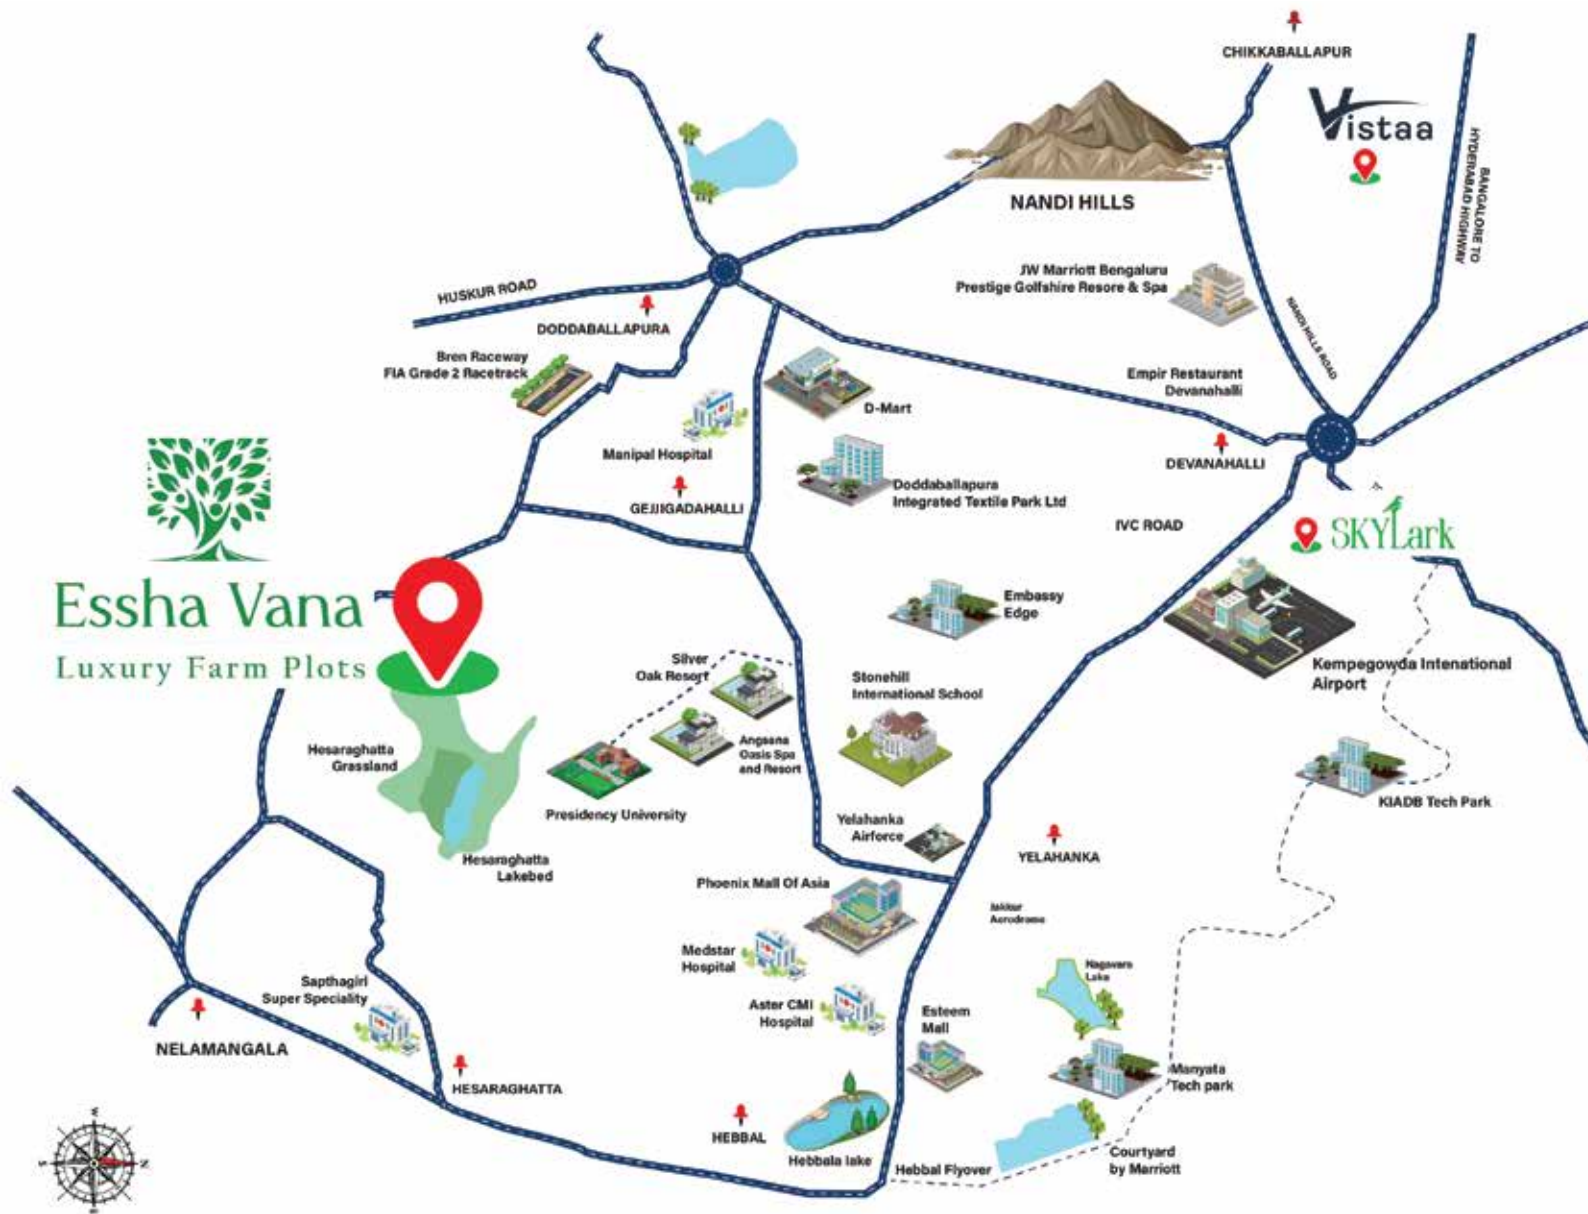 CHIKKABALLAPUR
Vistaa
BANGALORE TO
HYDERABAD HIGHWAY
NANDI HILLS
JW Marriott Bengaluru
Prestige Golfshire Resore & Spa
NANDI HILLS ROAD
HUSKUR ROAD
DODDABALLAPURA
Bren Raceway
FIA Grade 2 Racetrack
Empir Restaurant
Devanahalli
D-Mart
Manipal Hospital
DEVANAHALLI
GEJJIGADAHALLI
Doddaballapura
Integrated Textile Park Ltd
IVC ROAD
SKYLark
Essha Vana
Luxury Farm Plots
Embassy
Edge
Silver
Oak Resort
Stonehill
International School
Kempegowda Intenational
Airport
Hesaraghatta
Grassland
Angsana
Oasis Spa
and Resort
Presidency University
KIADB Tech Park
Yelahanka
Airforce
YELAHANKA
Hesaraghatta
Lakebed
Phoenix Mall Of Asia
Jakkur
Aerodrome
Medstar
Hospital
Nagavara
Lake
Sapthagiri
Super Speciality
Aster CMI
Hospital
Esteem
Mall
NELAMANGALA
HESARAGHATTA
Manyata
Tech park
HEBBAL
Hebbala lake
Hebbal Flyover
Courtyard
by Marriott
W
S
N